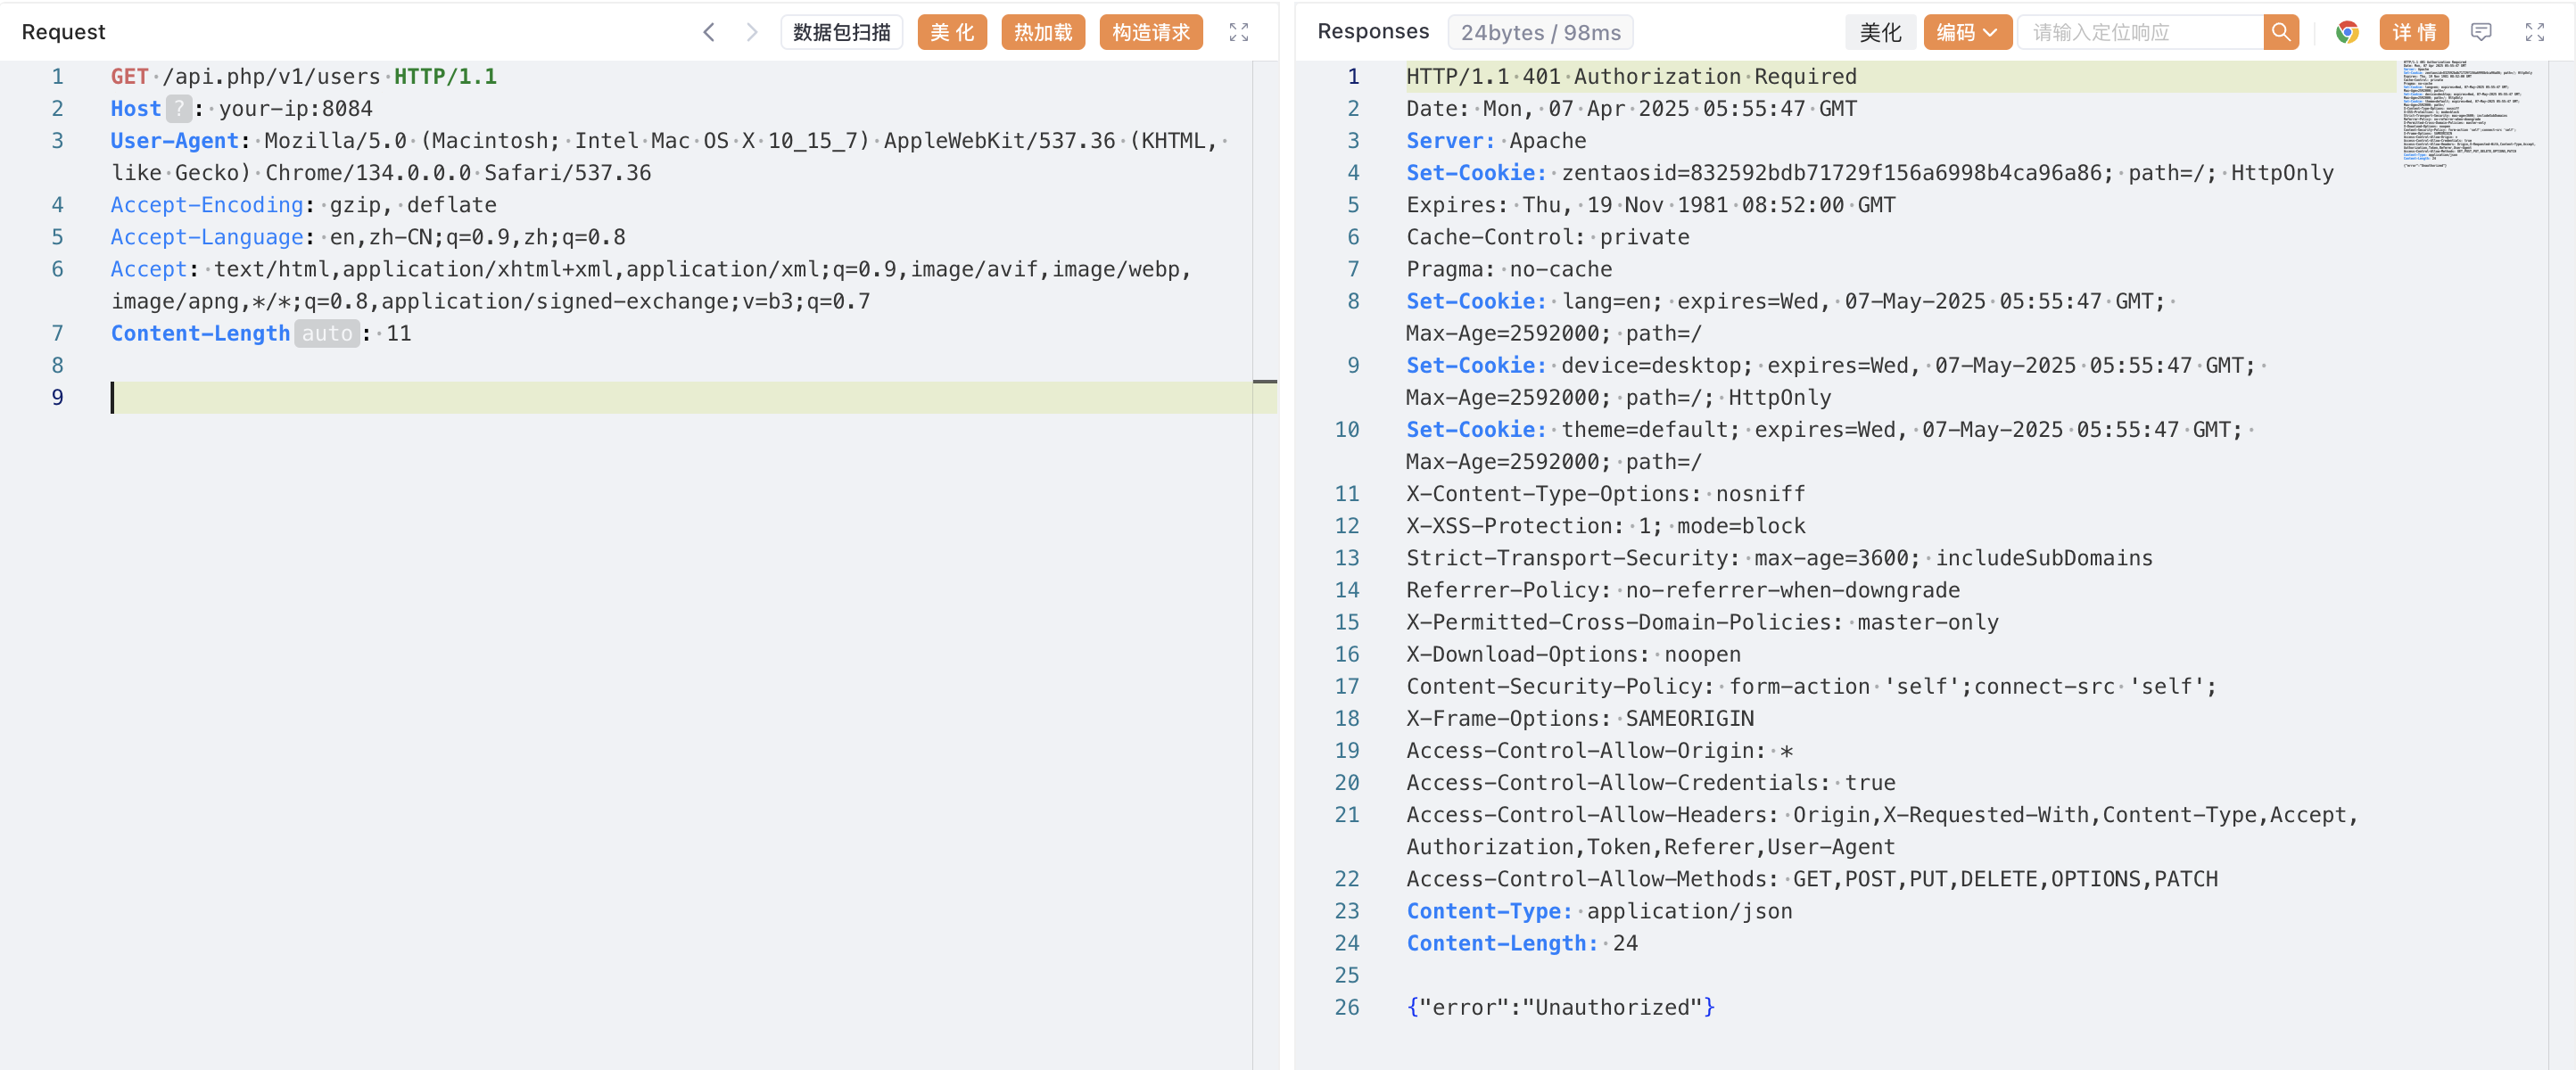 Request
数据包扫描
美 化
热加载
构造请求
1 GET /api.php/v1/users HTTP/1.1
2 Host ? : your-ip:8084
3 User-Agent: Mozilla/5.0 (Macintosh; Intel Mac OS X 10_15_7) AppleWebKit/537.36 (KHTML,
like Gecko) Chrome/134.0.0.0 Safari/537.36
4 Accept-Encoding: gzip, deflate
5 Accept-Language: en,zh-CN;q=0.9,zh;q=0.8
6 Accept: text/html,application/xhtml+xml,application/xml;q=0.9,image/avif,image/webp,
image/apng,*/*;q=0.8,application/signed-exchange;v=b3;q=0.7
7 Content-Length auto : 11
8
9
Responses
24bytes / 98ms
美化
编码
请输入定位响应
详 情
1 HTTP/1.1 401 Authorization Required
2 Date: Mon, 07 Apr 2025 05:55:47 GMT
3 Server: Apache
4 Set-Cookie: zentaosid=832592bdb71729f156a6998b4ca96a86; path=/; HttpOnly
5 Expires: Thu, 19 Nov 1981 08:52:00 GMT
6 Cache-Control: private
7 Pragma: no-cache
8 Set-Cookie: lang=en; expires=Wed, 07-May-2025 05:55:47 GMT;
Max-Age=2592000; path=/
9 Set-Cookie: device=desktop; expires=Wed, 07-May-2025 05:55:47 GMT;
Max-Age=2592000; path=/; HttpOnly
10 Set-Cookie: theme=default; expires=Wed, 07-May-2025 05:55:47 GMT;
Max-Age=2592000; path=/
11 X-Content-Type-Options: nosniff
12 X-XSS-Protection: 1; mode=block
13 Strict-Transport-Security: max-age=3600; includeSubDomains
14 Referrer-Policy: no-referrer-when-downgrade
15 X-Permitted-Cross-Domain-Policies: master-only
16 X-Download-Options: noopen
17 Content-Security-Policy: form-action 'self';connect-src 'self';
18 X-Frame-Options: SAMEORIGIN
19 Access-Control-Allow-Origin: *
20 Access-Control-Allow-Credentials: true
21 Access-Control-Allow-Headers: Origin,X-Requested-With,Content-Type,Accept,
Authorization,Token,Referer,User-Agent
22 Access-Control-Allow-Methods: GET,POST,PUT,DELETE,OPTIONS,PATCH
23 Content-Type: application/json
24 Content-Length: 24
25
26 {"error":"Unauthorized"}